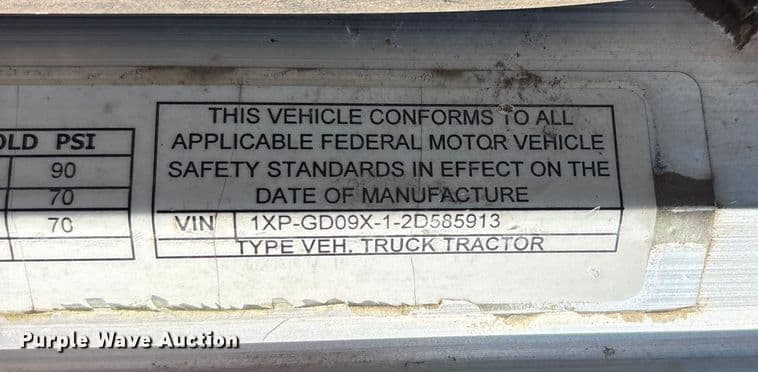 THIS VEHICLE CONFORMS TO ALL
APPLICABLE FEDERAL MOTOR VEHICLE
SAFETY STANDARDS IN EFFECT ON THE
DATE OF MANUFACTURE
VIN 1XP-GD09X-1-2D585913
TYPE VEH. TRUCK TRACTOR
PSI
90
70
70
Purple Wave Auction